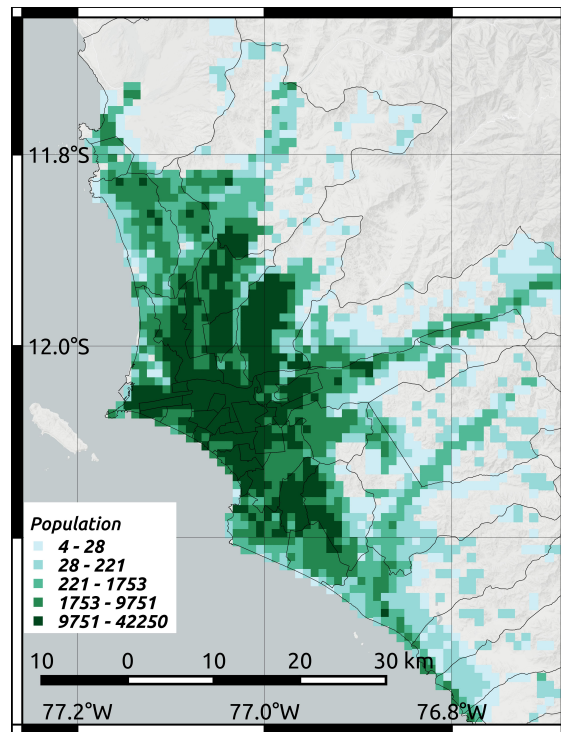 11.8°S
12.0°S
Population
4 - 28
28 - 221
221 - 1753
1753 - 9751
9751 - 42250
10 0 10 20 30 km
77.2°W 77.0°W 76.8°W